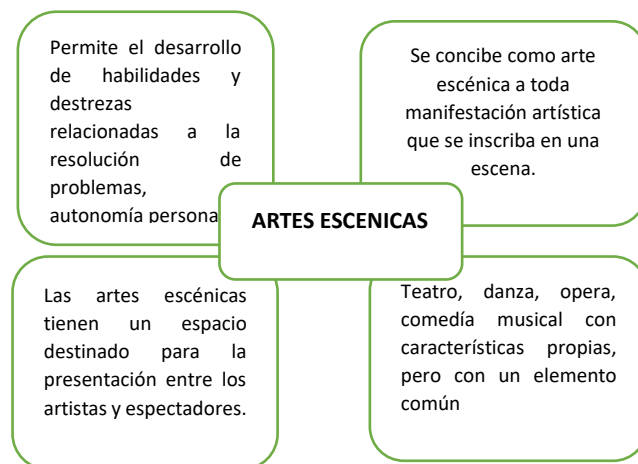 Permite el desarrollo
de habilidades y
destrezas
relacionadas a la
resolución de
problemas,
autonomía persona
Se concibe como arte
escénica a toda
manifestación artística
que se inscriba en una
escena.
ARTES ESCENICAS
Las artes escénicas
tienen un espacio
destinado para la
presentación entre los
artistas y espectadores.
Teatro, danza, opera,
comedía musical con
características propias,
pero con un elemento
común